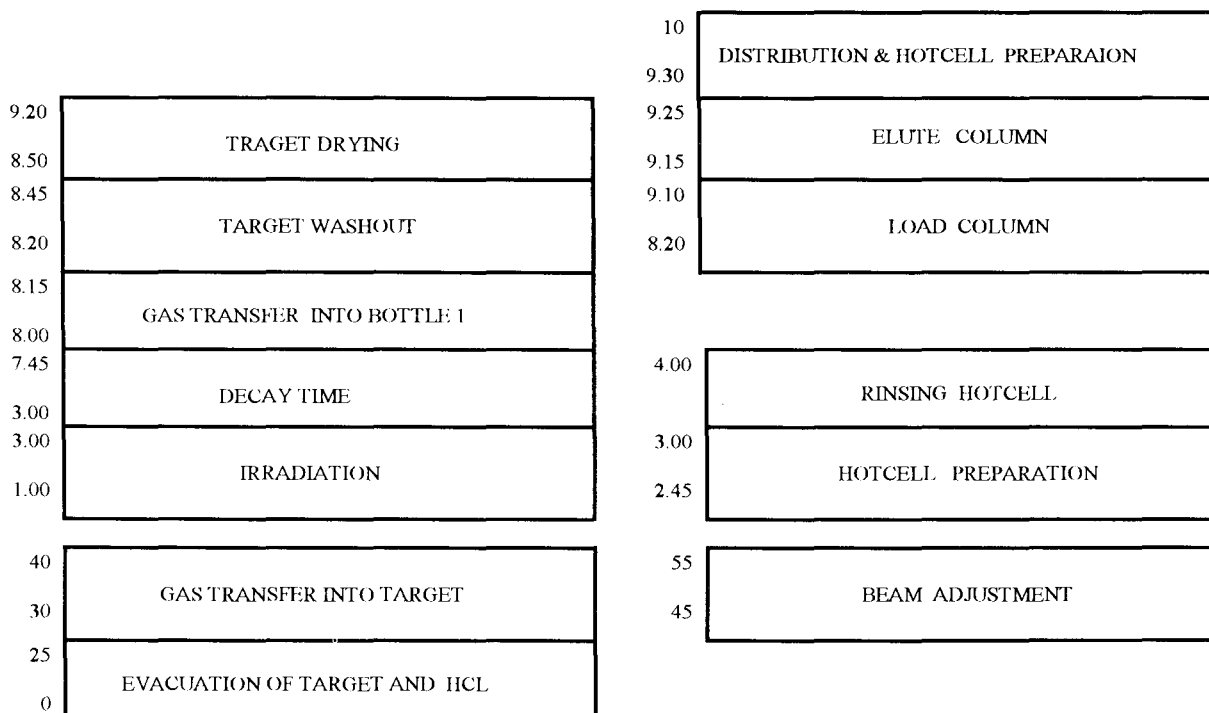 10
DISTRIBUTION & HOTCELL PREPARAION
9.30
9.20
TRAGET DRYING
8.50
9.25
ELUTE COLUMN
9.15
8.45
TARGET WASHOUT
8.20
9.10
LOAD COLUMN
8.20
8.15
GAS TRANSFER INTO BOTTLE 1
8.00
7.45
DECAY TIME
3.00
4.00
RINSING HOTCELL
3.00
IRRADIATION
1.00
3.00
HOTCELL PREPARATION
2.45
40
GAS TRANSFER INTO TARGET
30
55
BEAM ADJUSTMENT
45
25
EVACUATION OF TARGET AND HCL
0